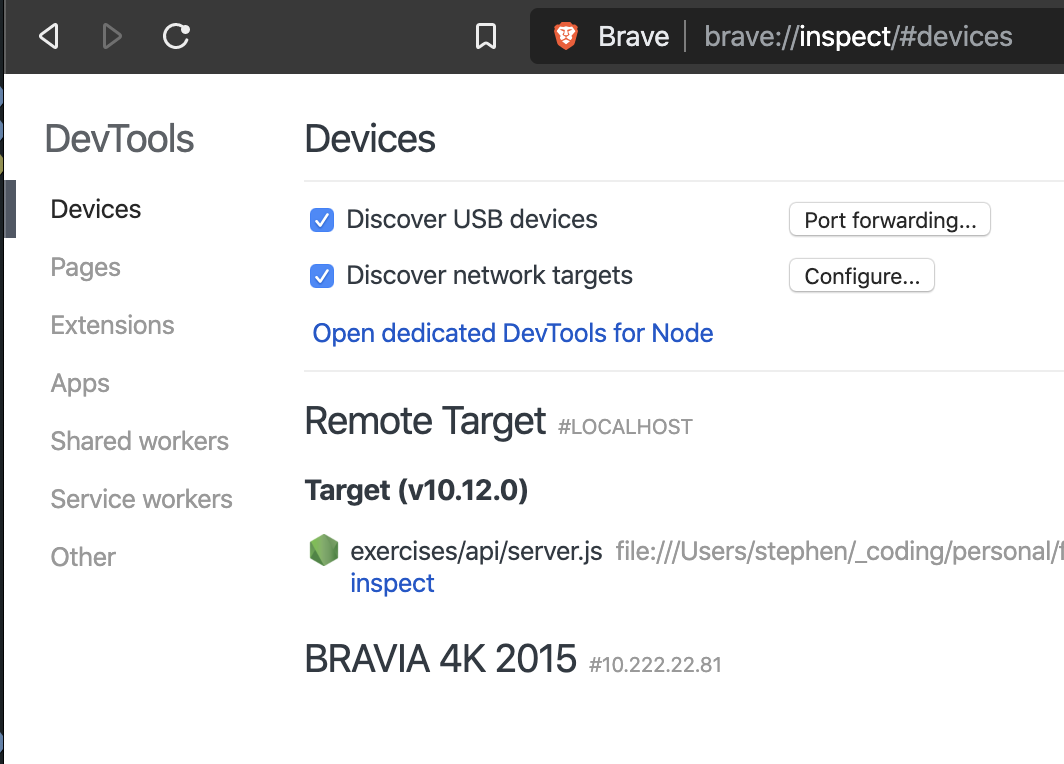 Brave | brave://inspect/#devices
DevTools
Devices
Pages
Extensions
Apps
Shared workers
Service workers
Other
Devices
Discover USB devices
Port forwarding...
Discover network targets
Configure...
Open dedicated DevTools for Node
Remote Target #LOCALHOST
Target (v10.12.0)
exercises/api/server.js file:///Users/stephen/_coding/personal/
inspect
BRAVIA 4K 2015 #10.222.22.81